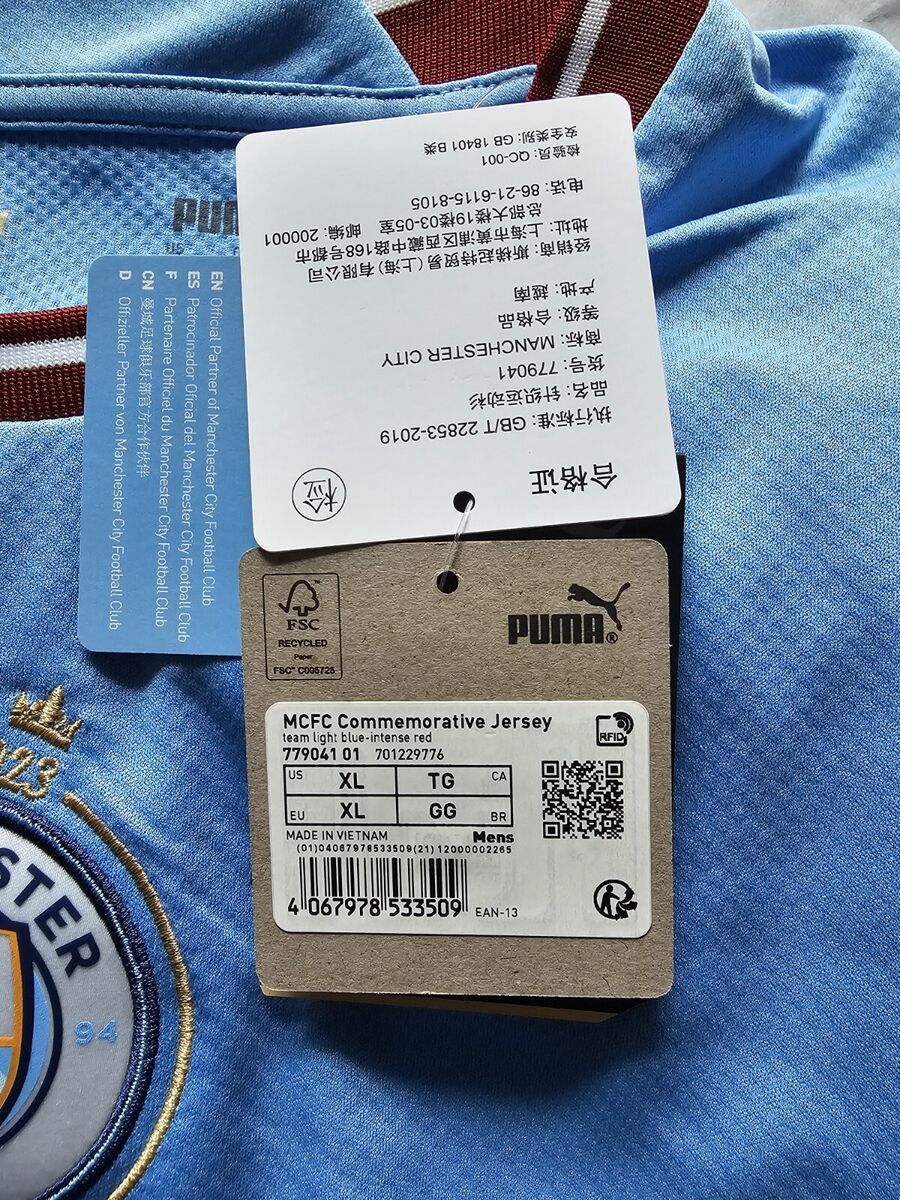 合格证
检
执行标准: GB/T 22853-2019
品名: 针织运动衫
货号: 779041
商标: MANCHESTER CITY
等级: 合格品
产地: 越南
经销商: 斯梯起特贸易(上海)有限公司
地址: 上海市黄浦区西藏中路168号都市
总部大楼19楼03-05室 邮编: 200001
电话: 86-21-6115-8105
检验员: QC-001
安全类别: GB 18401 B类
EN Official Partner of Manchester City Football Club
ES Patrocinador Oficial del Manchester City Football Club
F Partenaire Officiel du Manchester City Football Club
CN 曼城足球俱乐部官方合作伙伴
D Offizieller Partner von Manchester City Football Club
FSC™
RECYCLED
Paper
FSC™ C005725
PUMA®
MCFC Commemorative Jersey
team light blue-intense red
779041 01 701229776
RFID
US XL TG CA
EU XL GG BR
MADE IN VIETNAM Mens
(01)04067978533509(21)12000002265
4 067978 533509 EAN-13
94